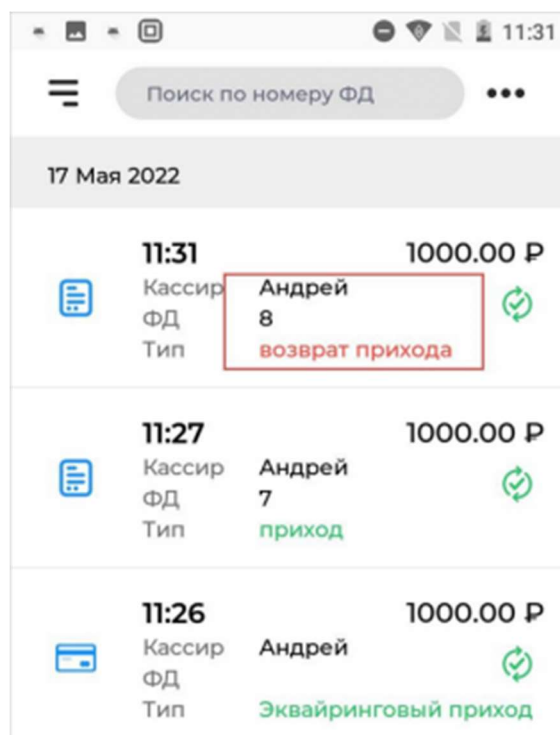 11:31
Поиск по номеру ФД
17 Мая 2022
11:31 1000.00 ₽
Кассир Андрей
ФД 8
Тип возврат прихода
11:27 1000.00 ₽
Кассир Андрей
ФД 7
Тип приход
11:26 1000.00 ₽
Кассир Андрей
ФД
Тип Эквайринговый приход